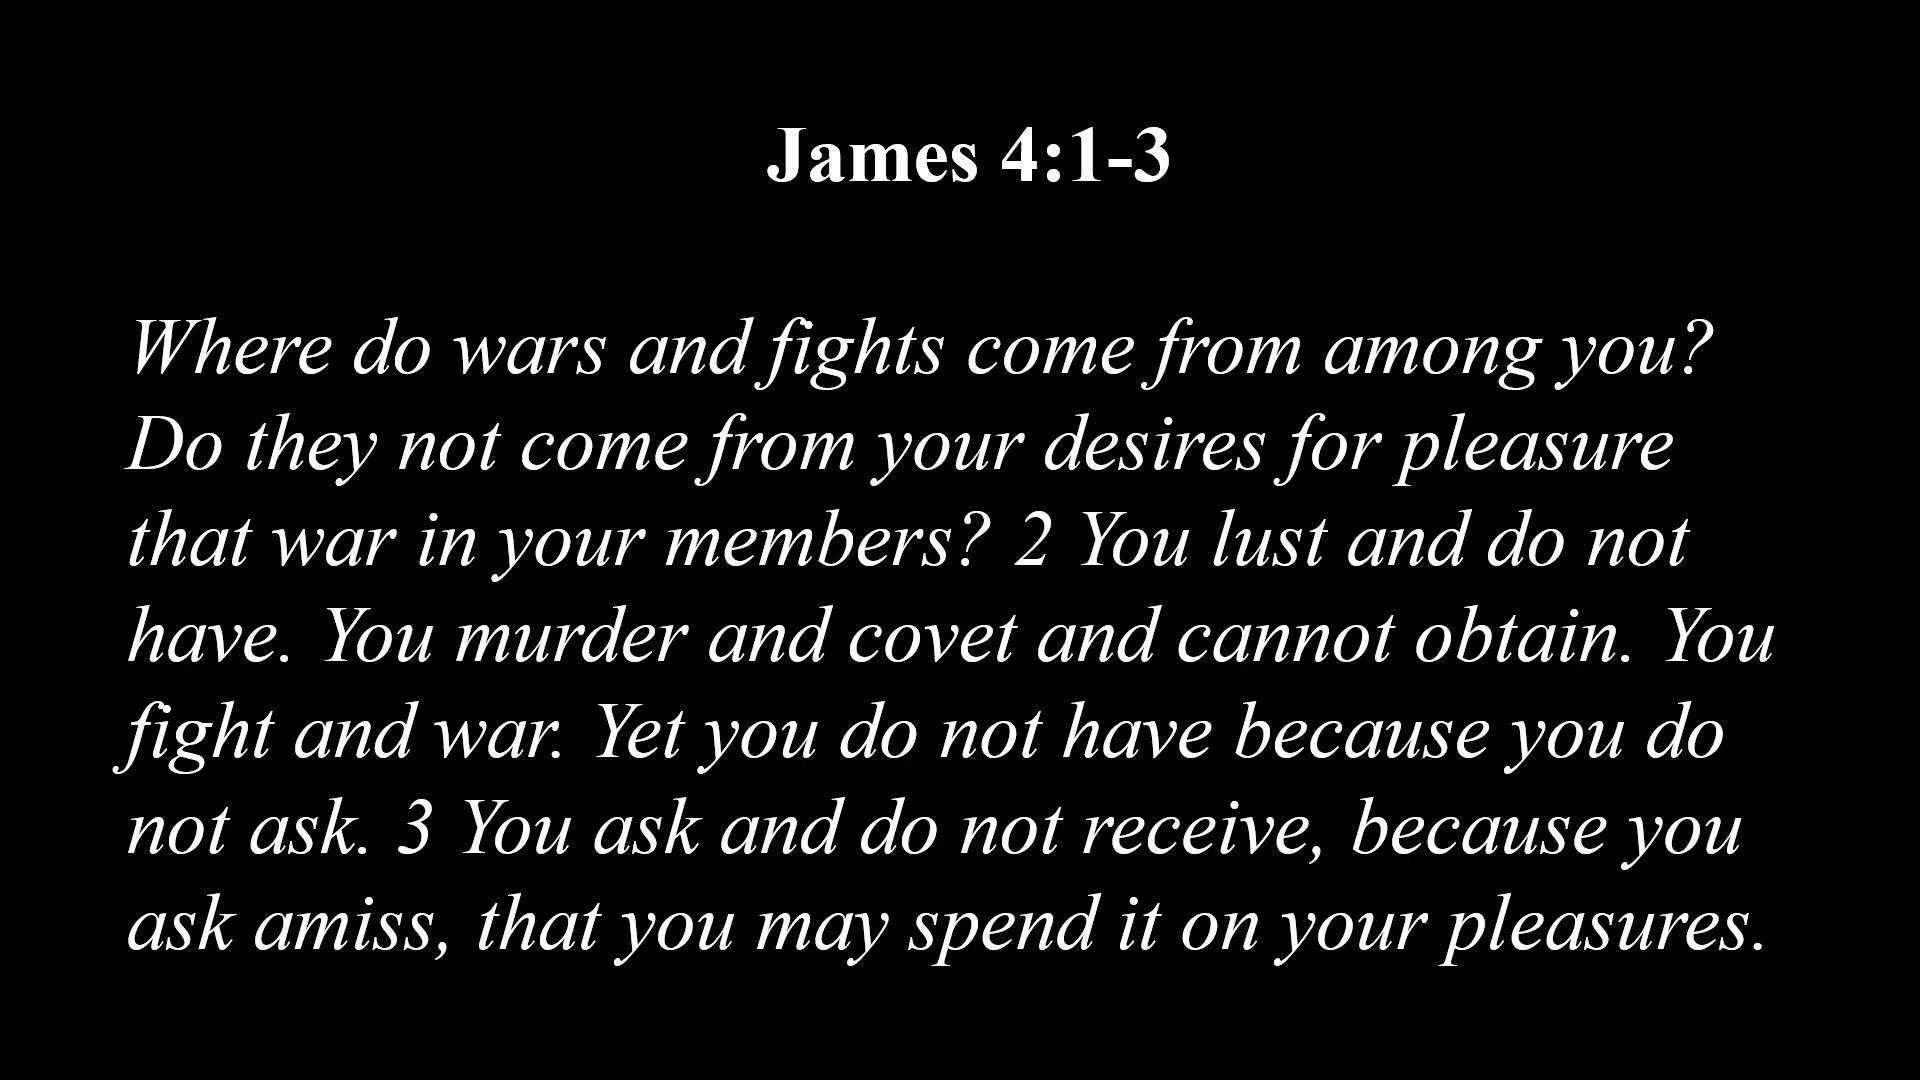 James 4:1-3
Where do wars and fights come from among you?
Do they not come from your desires for pleasure
that war in your members? 2 You lust and do not
have. You murder and covet and cannot obtain. You
fight and war. Yet you do not have because you do
not ask. 3 You ask and do not receive, because you
ask amiss, that you may spend it on your pleasures.